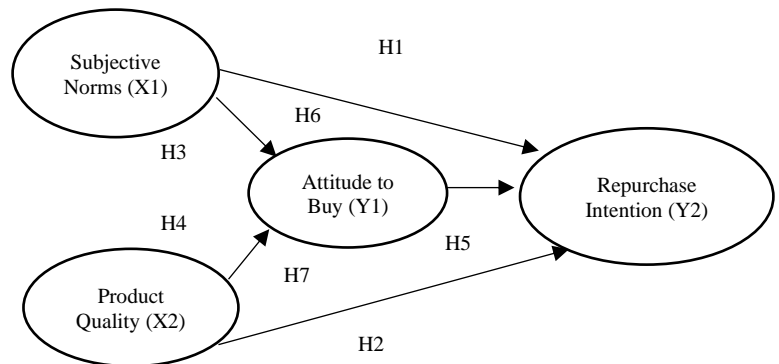 H1
Subjective
Norms (X1)
H6
H3
Attitude to
Buy (Y1)
Repurchase
Intention (Y2)
H4
H5
H7
Product
Quality (X2)
H2